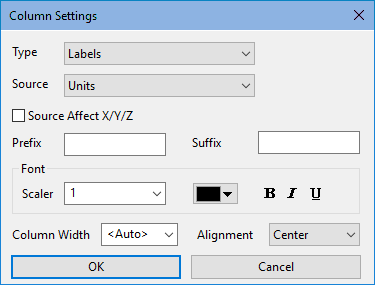 Column Settings
Type Labels
Source Units
Source Affect X/Y/Z
Prefix Suffix
Font
Scaler 1 B I U
Column Width <Auto> Alignment Center
OK Cancel